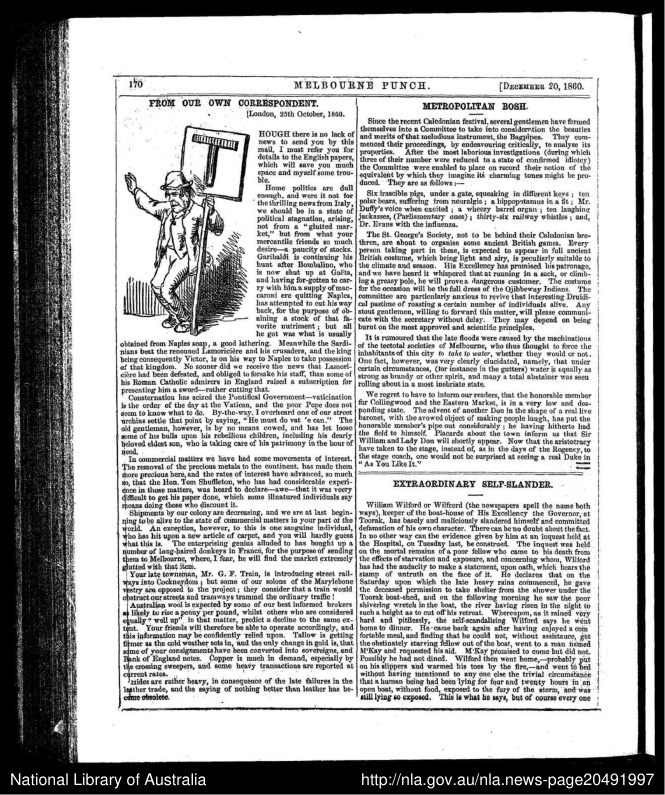 170
MELBOURNE PUNCH.
[DECEMBER 20, 1860.
FROM OUR OWN CORRESPONDENT.
[London, 25th October, 1860.
HOUGH there is no lack of
news to send you by this
mail, I must refer you for
details to the English papers,
which will save you much
space and myself some trou-
ble.
Home politics are dull
enough, and were it not for
the thrilling news from Italy,
we should be in a state of
political stagnation, arising,
not from a "glutted mar-
ket," but from what your
mercantile friends so much
desire—a paucity of stocks.
Garibaldi is continuing his
hunt after Bombalino, who
is now shut up at Gaëta,
and having for-gotten to car-
ry with him a supply of mac-
caroni ere quitting Naples,
has attempted to cut his way
back, for the purpose of ob-
taining a stock of that fa-
vorite nutriment; but all
he got was what is usually
obtained from Naples soap, a good lathering. Meanwhile the Sardi-
nians beat the renouned Lamoricière and his crusaders, and the king
being consequently Victor, is on his way to Naples to take possession
of that kingdom. No sooner did we receive the news that Lamori-
cière had been defeated, and obliged to forsake his staff, than some of
his Roman Catholic admirers in England raised a subscription for
presenting him a sword—rather cutting that.
Consternation has seized the Pontifical Government—vaticination
is the order of the day at the Vatican, and the poor Pope does not
seem to know what to do. By-the-way, I overheard one of our street
urchins settle that point by saying, "He must do vat 'e can." The
old gentleman, however, is by no means cowed, and has let loose
some of his bulls upon his rebellious children, including his dearly
beloved eldest son, who is taking care of his patrimony in the hour of
need.
In commercial matters we have had some movements of interest.
The removal of the precious metals to the continent, has made them
more precious here, and the rates of interest have advanced, so much
so, that the Hon. Tom Shuffleton, who has had considerable experi-
ence in those matters, was heard to declare—awe—that it was veery
difficult to get his paper done, which some illnatured individuals say
means doing those who discount it.
Shipments by our colony are decreasing, and we are at last begin-
ning to be alive to the state of commercial matters in your part of the
world. An exception, however, to this is one sanguine individual,
who has hit upon a new article of carpet, and you will hardly guess
what this is. The enterprising genius alluded to has bought up a
number of long-haired donkeys in France, for the purpose of sending
them to Melbourne, where, I fear, he will find the market extremely
glutted with that item.
Your late townsman, Mr. G. F. Train, is introducing street rail-
ways into Cockneydom; but some of our solons of the Marylebone
vestry are opposed to the project; they consider that a train would
obstruct our streets and tramways trammel the ordinary traffic!
Australian wool is expected by some of our best informed brokers
as likely to rise a penny per pound, whilst others who are considered
equally "well up" in that matter, predict a decline to the same ex-
tent. Your friends will therefore be able to operate accordingly, and
this information may be confidently relied upon. Tallow is getting
firmer as the cold weather sets in, and the only change in gold is, that
some of your consignments have been converted into sovereigns, and
Bank of England notes. Copper is much in demand, especially by
the crossing sweepers, and some heavy transactions are reported at
current rates.
Hides are rather heavy, in consequence of the late failures in the
leather trade, and the saying of nothing better than leather has be-
come obsolete.
METROPOLITAN BOSH.
Since the recent Caledonian festival, several gentlemen have formed
themselves into a Committee to take into consideration the beauties
and merits of that melodious instrument, the Bagpipes. They com-
menced their proceedings, by endeavouring critically, to analyse its
properties. After the most laborious investigations (during which
three of their number were reduced to a state of confirmed idiotcy)
the Committee were enabled to place on record their notion of the
equivalent by which they imagine its charming tones might be pro-
duced. They are as follows:—
Six irascible pigs, under a gate, squeaking in different keys; ten
polar bears, suffering from neuralgia; a hippopotamus in a fit; Mr.
Duffy's voice when excited; a wheezy barrel organ; ten laughing
jackasses, (Parliamentary ones); thirty-six railway whistles; and,
Dr. Evans with the influenza.
The St. George's Society, not to be behind their Caledonian bre-
thren, are about to organise some ancient British games. Every
person taking part in these, is expected to appear in full ancient
British costume, which being light and airy, is peculiarly suitable to
the climate and season. His Excellency has promised his patronage,
and we have heard it whispered that at running in a sack, or climb-
ing a greasy pole, he will prove a dangerous customer. The costume
for the occasion will be the full dress of the Ojibbeway Indians. The
committee are particularly anxious to revive that interesting Druidi-
cal pastime of roasting a certain number of individuals alive. Any
stout gentlemen, willing to forward this matter, will please communi-
cate with the secretary without delay. They may depend on being
burnt on the most approved and scientific principles.
It is rumoured that the late floods were caused by the machinations
of the tectotal societies of Melbourne, who thus thought to force the
inhabitants of this city to take to water, whether they would or not.
One fact, however, was very clearly elucidated, namely, that under
certain circumstances, (for instance in the gutters) water is equally as
strong as brandy or other spirit, and many a total abstainer was seen
rolling about in a most inebriate state.
We regret to have to inform our readers, that the honorable member
for Collingwood and the Eastern Market, is in a very low and des-
ponding state. The advent of another Don in the shape of a real live
baronet, with the avowed object of making people laugh, has put the
honorable member's pipe out considerably; he having hitherto had
the field to himself. Placards about the town inform us that Sir
William and Lady Don will shortly appear. Now that the aristocracy
have taken to the stage, instead of, as in the days of the Regency, to
the stage coach, one would not be surprised at seeing a real Duke in
"As You Like It."
EXTRAORDINARY SELF-SLANDER.
William Wilford or Wilfrerd (the newspapers spell the name both
ways), keeper of the boat-house of His Excellency the Governor, at
Toorak, has basely and maliciously slandered himself and committed
defamation of his own character. There can be no doubt about the fact.
In no other way can the evidence given by him at an inquest held at
the Hospital, on Tuesday last, be construed. The inquest was held
on the mortal remains of a poor fellow who came to his death from
the effects of starvation and exposure, and concerning whom, Wilford
has had the audacity to make a statement, upon oath, which bears the
stamp of untruth on the face of it. He declares that on the
Saturday upon which the late heavy rains commenced, he gave
the deceased permission to take shelter from the shower under the
Toorak boat-shed, and on the following morning he saw the poor
shivering wretch in the boat, the river having risen in the night to
such a height as to cut off his retreat. Whereupon, as it rained very
hard and pitilessly, the self-scandalising Wilford says he went
home to dinner. He came back again after having enjoyed a com
fortable meal, and finding that he could not, without assistance, get
the obstinately starving fellow out of the boat, went to a man named
M'Kay and requested his aid. M'Kay promised to come but did not.
Possibly he had not dined. Wilford then went home,—probably put
on his slippers and warmed his toes by the fire,—and went to bed
without having mentioned to any one else the trivial circumstance
that a human being had been lying for four and twenty hours in an
open boat, without food, exposed to the fury of the storm, and was
still lying so exposed. This is what he says, but of course every one
National Library of Australia
http://nla.gov.au/nla.news-page20491997